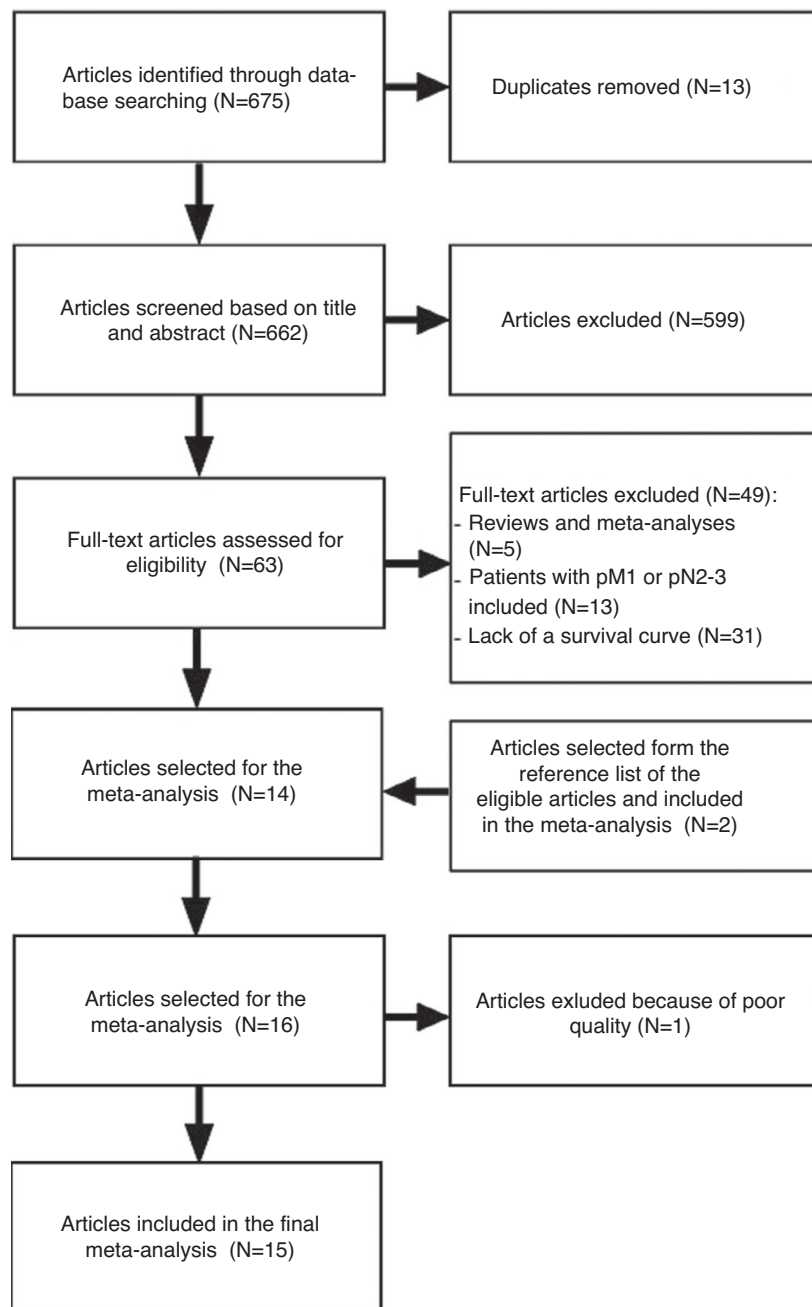 Articles identified through data-
base searching (N=675)
Duplicates removed (N=13)
Articles screened based on title
and abstract (N=662)
Articles excluded (N=599)
Full-text articles assessed for
eligibility  (N=63)
Full-text articles excluded (N=49):
- Reviews and meta-analyses
(N=5)
- Patients with pM1 or pN2-3
included (N=13)
- Lack of a survival curve (N=31)
Articles selected for the
meta-analysis  (N=14)
Articles selected form the
reference list of the
eligible articles and included
in the meta-analysis  (N=2)
Articles selected for the
meta-analysis  (N=16)
Articles exluded because of poor
quality (N=1)
Articles included in the final
meta-analysis (N=15)